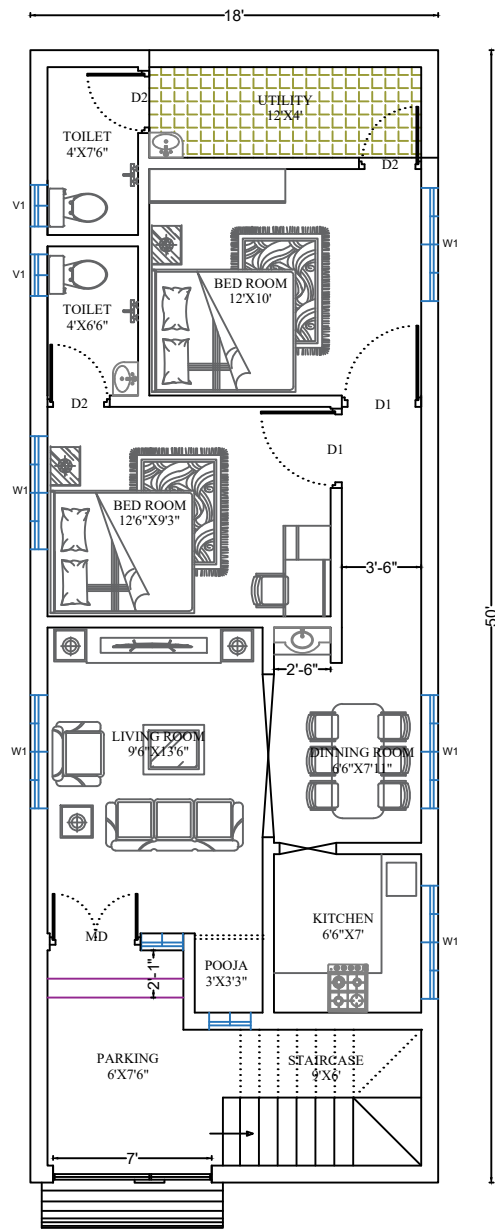 18'
D2
UTILITY
12'X4'
TOILET
4'X7'6"
D2
V1
W1
V1
BED ROOM
12'X10'
TOILET
4'X6'6"
D2
D1
D1
W1
BED ROOM
12'6"X9'3"
3'-6"
50'
2'-6"
W1
LIVING ROOM
9'6"X13'6"
DINNING ROOM
6'6"X7'11"
W1
KITCHEN
6'6"X7'
MD
W1
2'-1"
POOJA
3'X3'3"
PARKING
6'X7'6"
STAIRCASE
9'X6'
7'